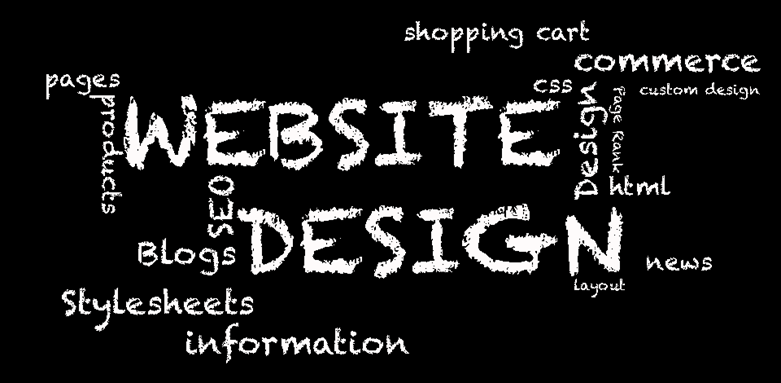 shopping cart
commerce
pages
css
custom design
products
WEBSITE
Design
Page Rank
html
SEO
DESIGN
Blogs
news
layout
Stylesheets
information